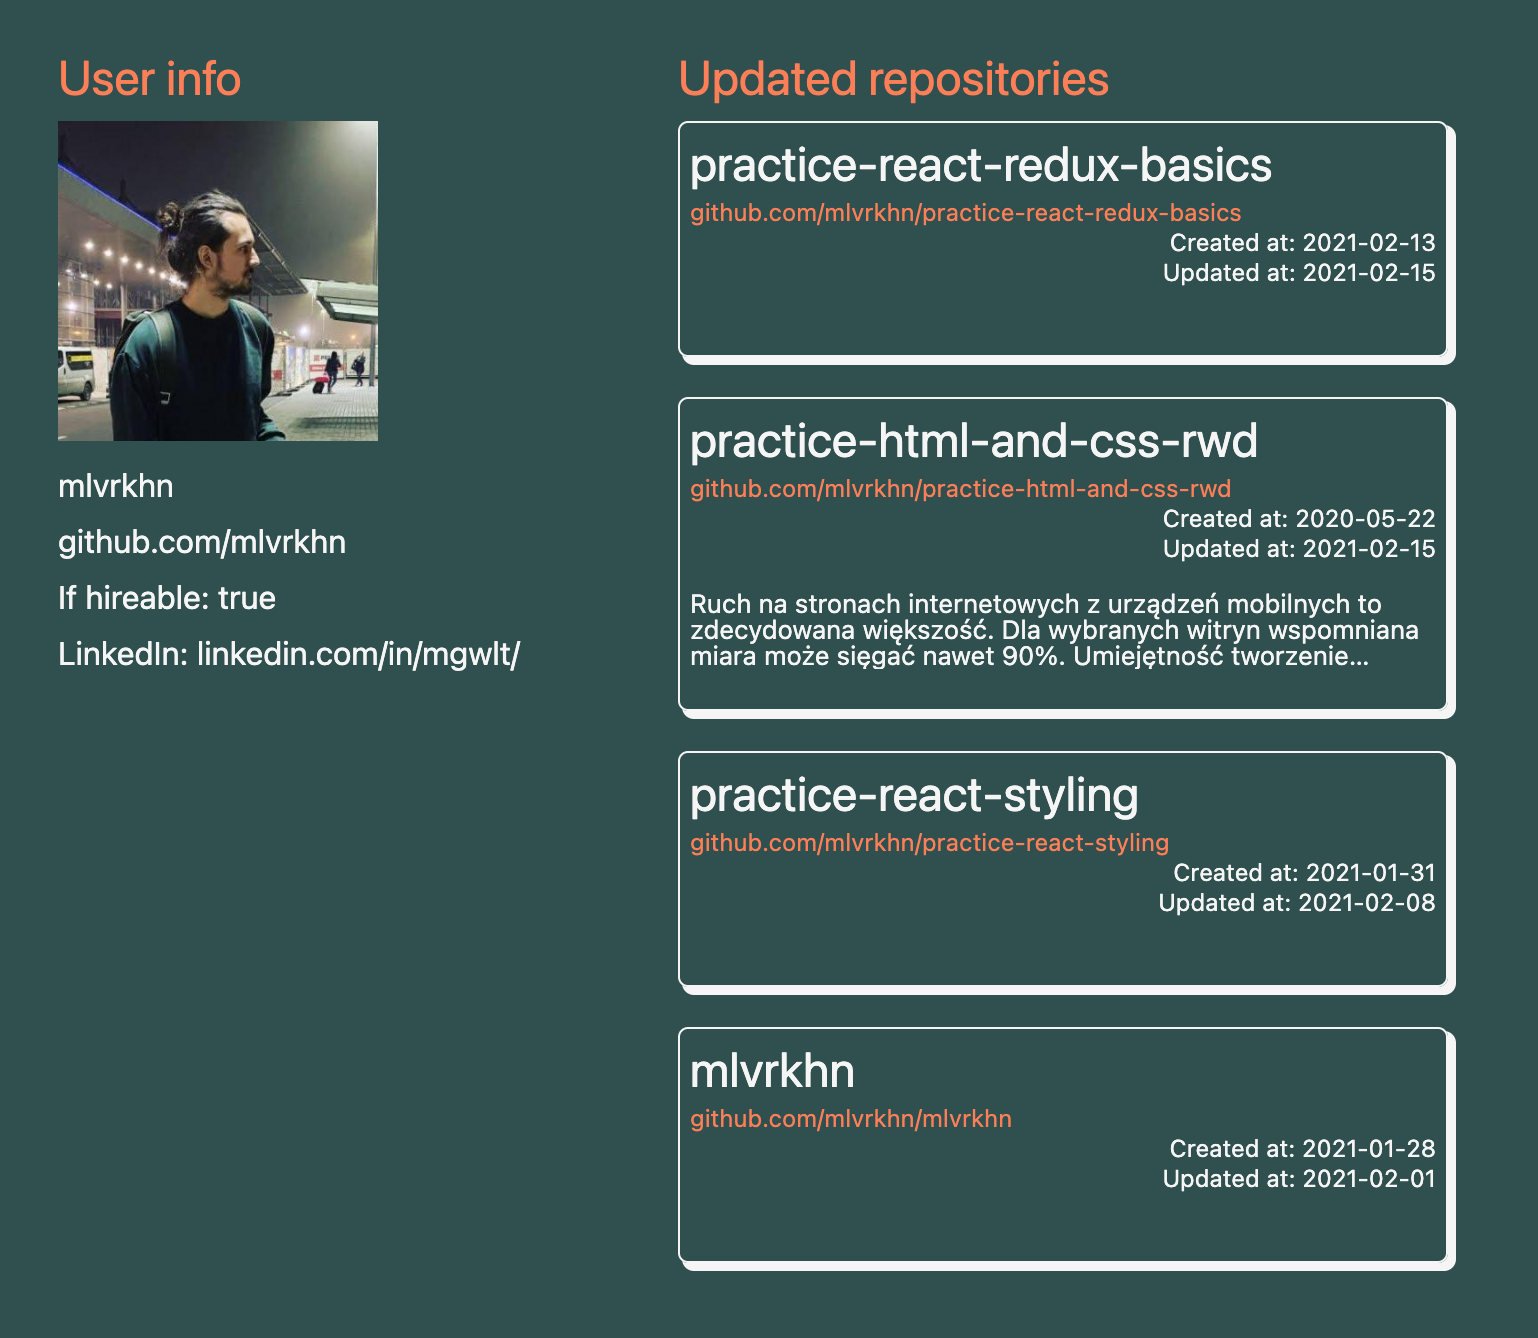 User info
mlvrkhn
github.com/mlvrkhn
If hireable: true
LinkedIn: linkedin.com/in/mgwlt/
Updated repositories
practice-react-redux-basics
github.com/mlvrkhn/practice-react-redux-basics
Created at: 2021-02-13
Updated at: 2021-02-15
practice-html-and-css-rwd
github.com/mlvrkhn/practice-html-and-css-rwd
Created at: 2020-05-22
Updated at: 2021-02-15
Ruch na stronach internetowych z urządzeń mobilnych to
zdecydowana większość. Dla wybranych witryn wspomniana
miara może sięgać nawet 90%. Umiejętność tworzenie...
practice-react-styling
github.com/mlvrkhn/practice-react-styling
Created at: 2021-01-31
Updated at: 2021-02-08
mlvrkhn
github.com/mlvrkhn/mlvrkhn
Created at: 2021-01-28
Updated at: 2021-02-01